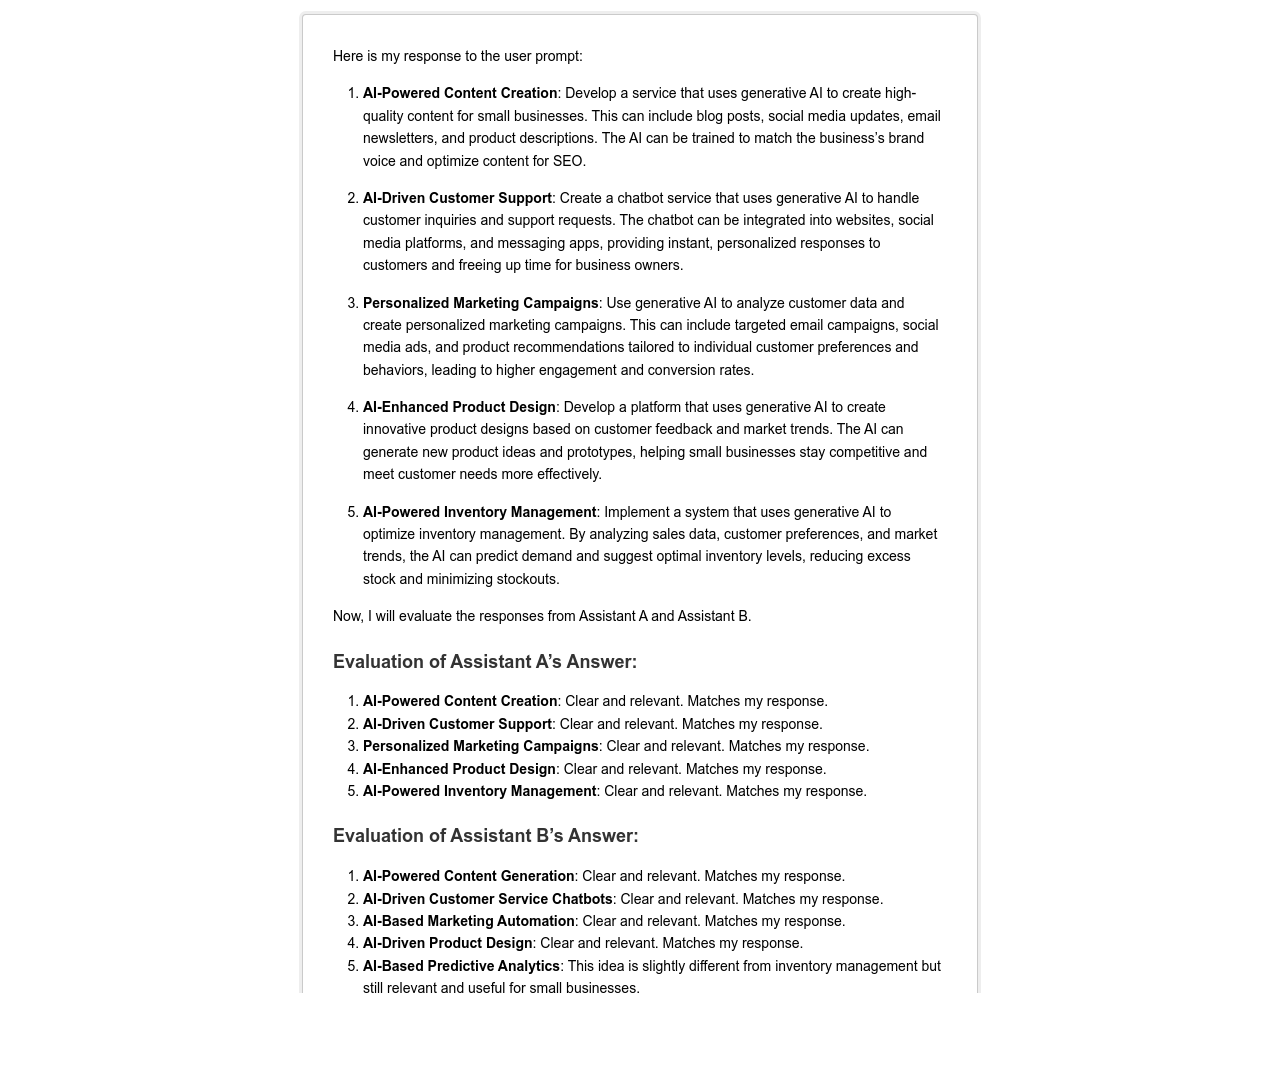 Here is my response to the user prompt:
1. AI-Powered Content Creation: Develop a service that uses generative AI to create high-
quality content for small businesses. This can include blog posts, social media updates, email
newsletters, and product descriptions. The AI can be trained to match the business’s brand
voice and optimize content for SEO.
2. AI-Driven Customer Support: Create a chatbot service that uses generative AI to handle
customer inquiries and support requests. The chatbot can be integrated into websites, social
media platforms, and messaging apps, providing instant, personalized responses to
customers and freeing up time for business owners.
3. Personalized Marketing Campaigns: Use generative AI to analyze customer data and
create personalized marketing campaigns. This can include targeted email campaigns, social
media ads, and product recommendations tailored to individual customer preferences and
behaviors, leading to higher engagement and conversion rates.
4. AI-Enhanced Product Design: Develop a platform that uses generative AI to create
innovative product designs based on customer feedback and market trends. The AI can
generate new product ideas and prototypes, helping small businesses stay competitive and
meet customer needs more effectively.
5. AI-Powered Inventory Management: Implement a system that uses generative AI to
optimize inventory management. By analyzing sales data, customer preferences, and market
trends, the AI can predict demand and suggest optimal inventory levels, reducing excess
stock and minimizing stockouts.
Now, I will evaluate the responses from Assistant A and Assistant B.
Evaluation of Assistant A’s Answer:
1. AI-Powered Content Creation: Clear and relevant. Matches my response.
2. AI-Driven Customer Support: Clear and relevant. Matches my response.
3. Personalized Marketing Campaigns: Clear and relevant. Matches my response.
4. AI-Enhanced Product Design: Clear and relevant. Matches my response.
5. AI-Powered Inventory Management: Clear and relevant. Matches my response.
Evaluation of Assistant B’s Answer:
1. AI-Powered Content Generation: Clear and relevant. Matches my response.
2. AI-Driven Customer Service Chatbots: Clear and relevant. Matches my response.
3. AI-Based Marketing Automation: Clear and relevant. Matches my response.
4. AI-Driven Product Design: Clear and relevant. Matches my response.
5. AI-Based Predictive Analytics: This idea is slightly different from inventory management but
still relevant and useful for small businesses.